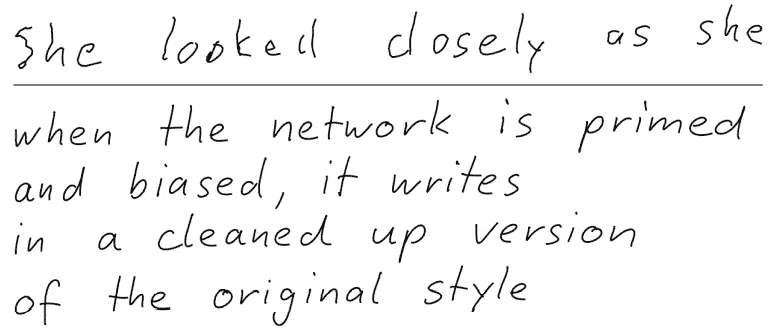 She looked closely as she
when the network is primed
and biased, it writes
in a cleaned up version
of the original style